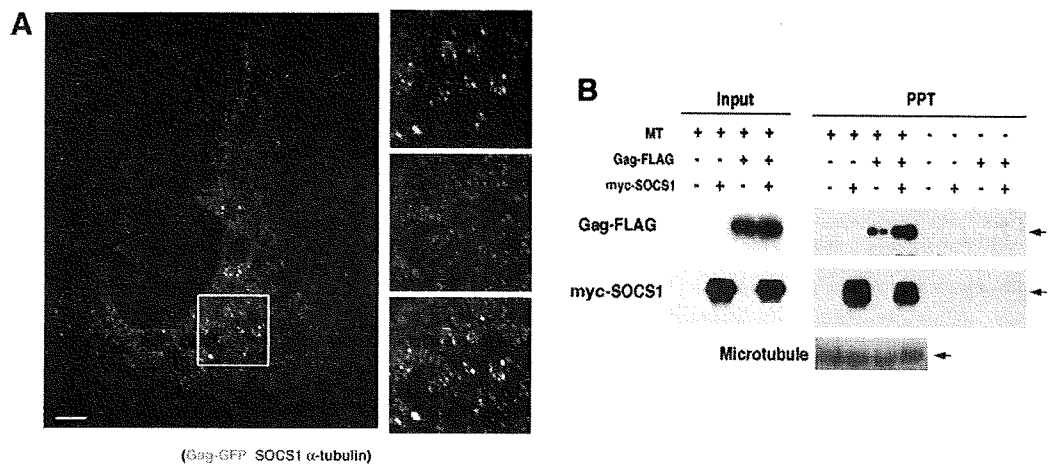 A
(Gag-GFP SOCS1 α-tubulin)
B
Input PPT
MT + + + + + + + + - - - -
Gag-FLAG - - + + - - + + - - + +
myc-SOCS1 - + - + - + - + - + - +
Gag-FLAG
myc-SOCS1
Microtubule